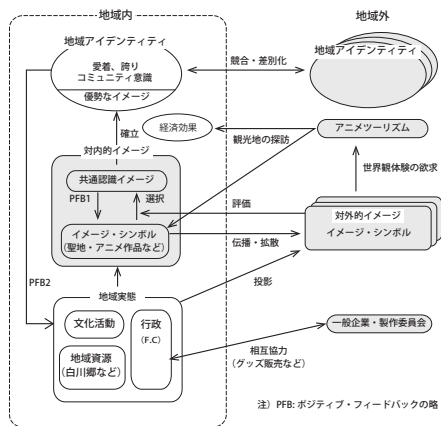 地域内
地域外
地域アイデンティティ
愛着、誇り
コミュニティ意識
優勢なイメージ
競合・差別化
地域アイデンティティ
確立
経済効果
観光地の探訪
アニメツーリズム
対内的イメージ
共通認識イメージ
PFB1
選択
世界観体験の欲求
評価
イメージ・シンボル
(聖地・アニメ作品など)
伝播・拡散
対外的イメージ
イメージ・シンボル
PFB2
地域実態
投影
文化活動
行政
(F.C)
地域資源
(白川郷など)
相互協力
(グッズ販売など)
一般企業・製作委員会
注）PFB: ポジティブ・フィードバックの略